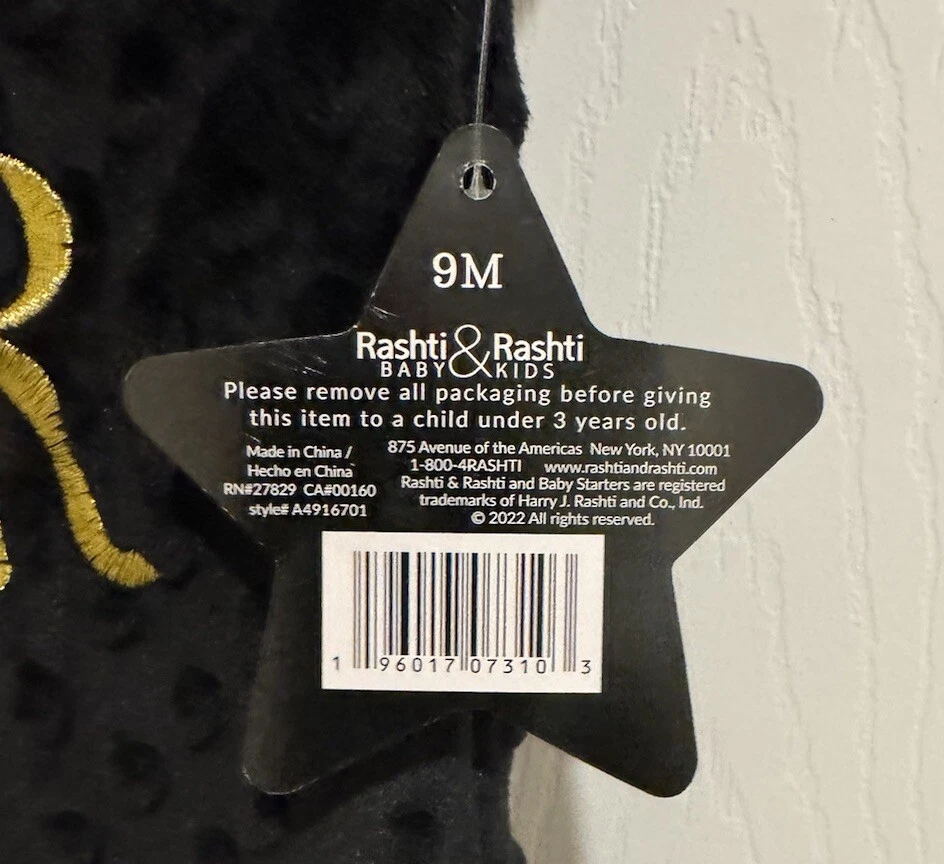 R
9M
Rashti & Rashti
BABY KIDS
Please remove all packaging before giving
this item to a child under 3 years old.
Made in China /
Hecho en China
RN#27829 CA#00160
style# A4916701
875 Avenue of the Americas New York, NY 10001
1-800-4RASHTI www.rashtiandrashti.com
Rashti & Rashti and Baby Starters are registered
trademarks of Harry J. Rashti and Co., Ind.
© 2022 All rights reserved.
1 96017 07310 3